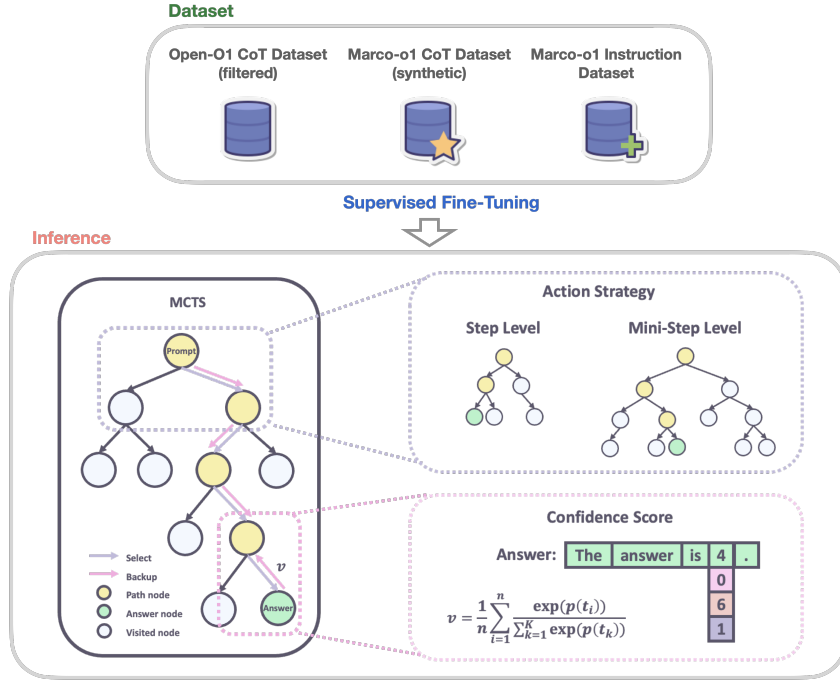 Dataset
Open-O1 CoT Dataset
(filtered)
Marco-o1 CoT Dataset
(synthetic)
Marco-o1 Instruction
Dataset
Supervised Fine-Tuning
Inference
MCTS
Prompt
Select
Backup
Path node
Answer node
Visited node
v
Answer
Action Strategy
Step Level
Mini-Step Level
Confidence Score
Answer: The answer is 4 .
0
6
1
v = 1/n ∑_{i=1}^{n} exp(p(t_i)) / ∑_{k=1}^{K} exp(p(t_k))